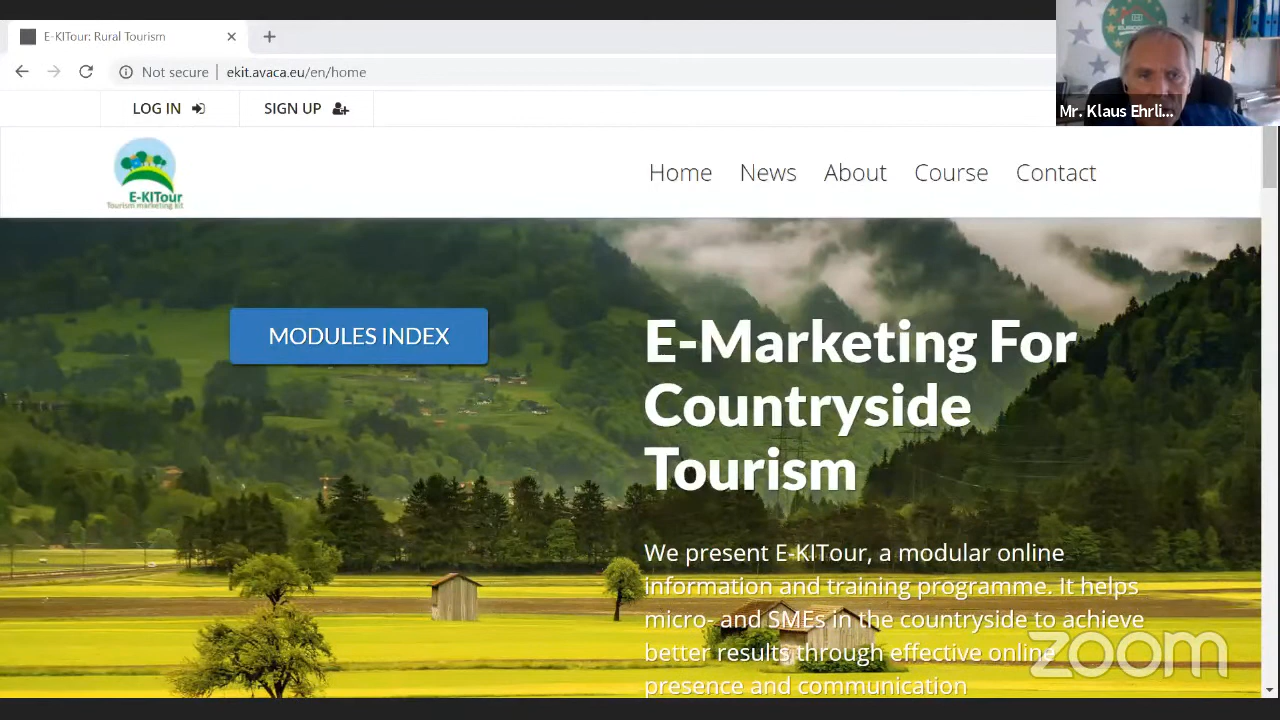 E-KITour: Rural Tourism
Not secure
ekit.avaca.eu/en/home
Mr. Klaus Ehrli...
LOG IN
SIGN UP
E-KITour
Tourism marketing kit
Home
News
About
Course
Contact
MODULES INDEX
E-Marketing For
Countryside
Tourism
We present E-KITour, a modular online
information and training programme. It helps
micro- and SMEs in the countryside to achieve
better results through effective online
presence and communication
zoom